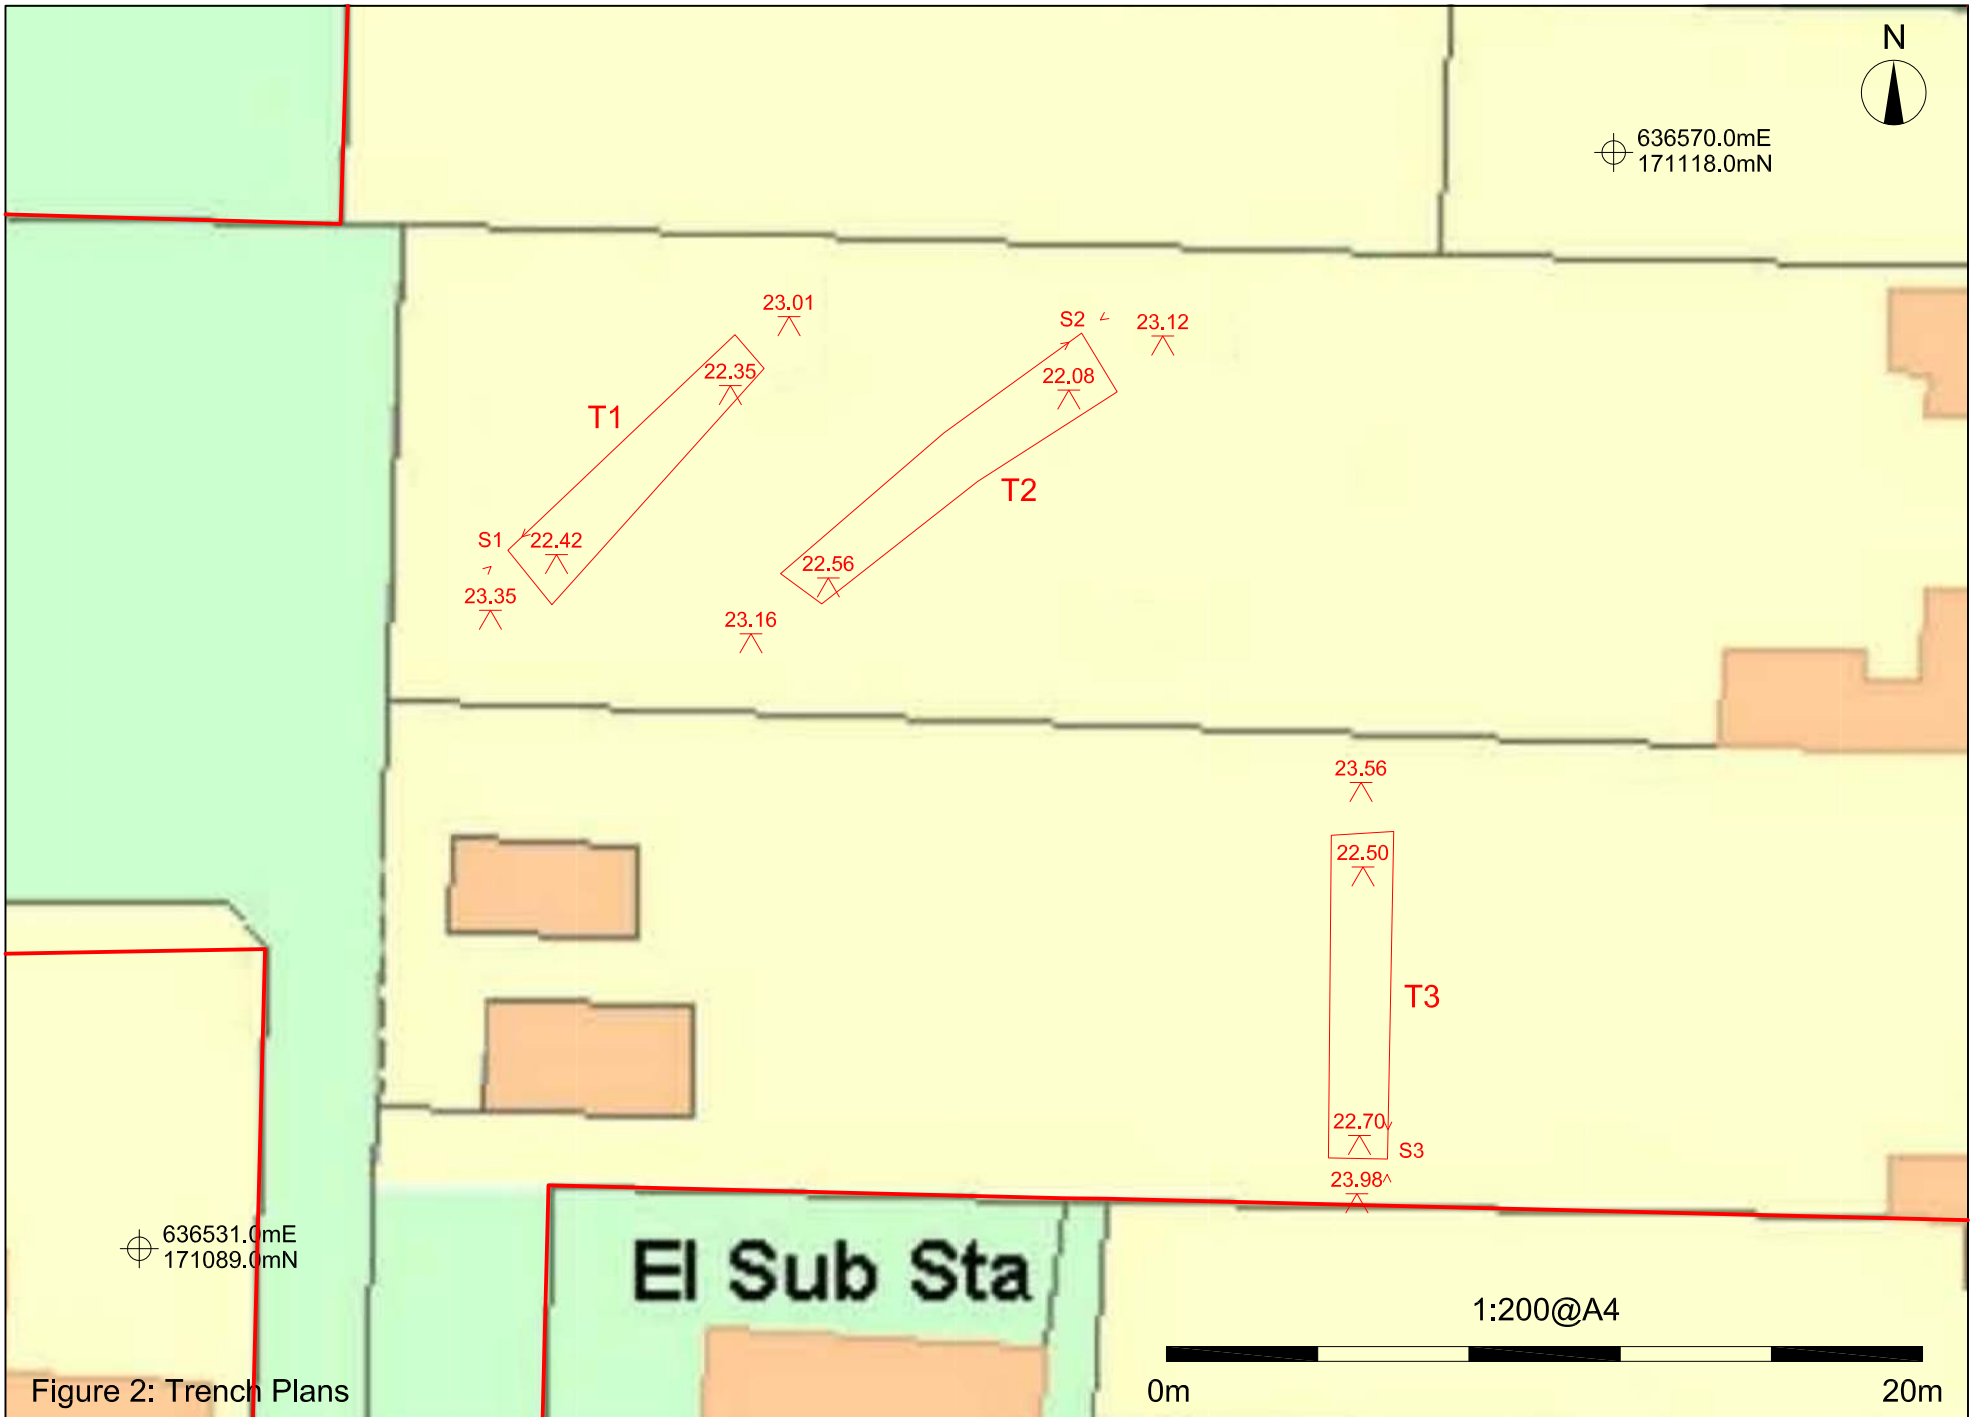 N
636570.0mE
171118.0mN
23.01
S2
23.12
22.35
22.08
T1
T2
S1
22.42
22.56
23.35
23.16
23.56
22.50
T3
22.70
S3
23.98
636531.0mE
171089.0mN
El Sub Sta
1:200@A4
Figure 2: Trench Plans
0m
20m